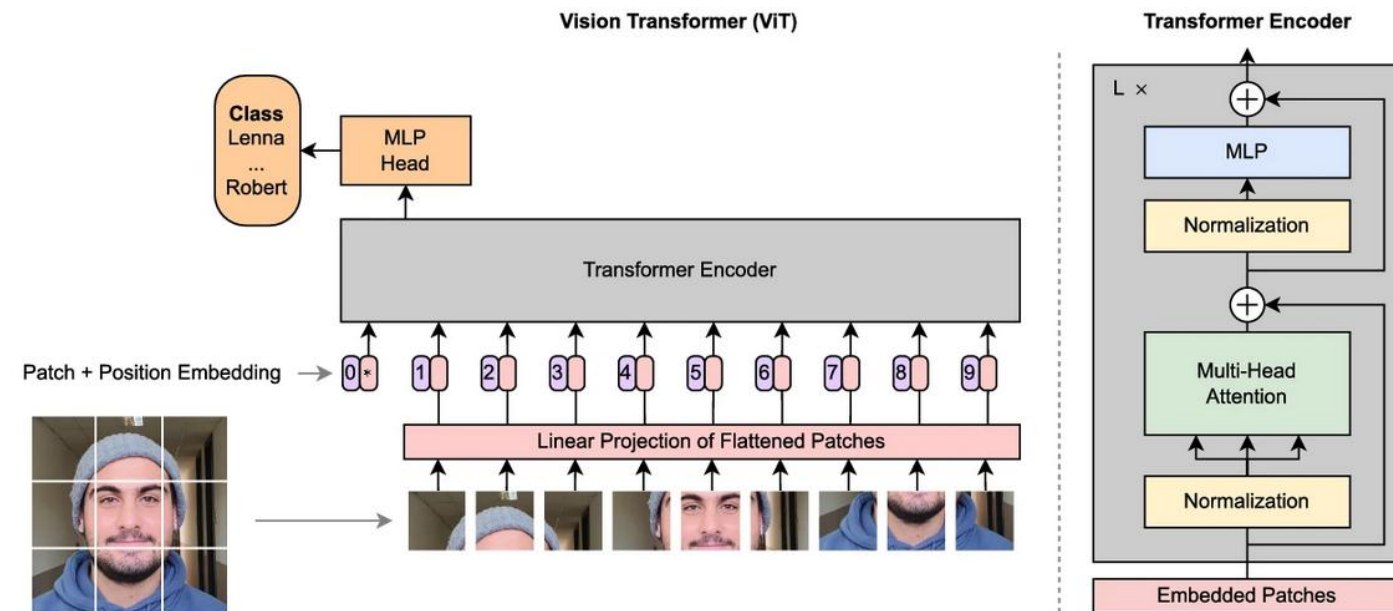 Vision Transformer (ViT)
Class
Lenna
...
Robert
MLP
Head
Transformer Encoder
Patch + Position Embedding
0 * 1 2 3 4 5 6 7 8 9
Linear Projection of Flattened Patches
Transformer Encoder
L ×
MLP
Normalization
Multi-Head
Attention
Normalization
Embedded Patches